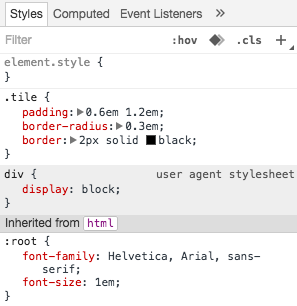 Styles Computed Event Listeners »
Filter :hov .cls +
element.style {
}
.tile {
padding: 0.6em 1.2em;
border-radius: 0.3em;
border: 2px solid black;
}
div { user agent stylesheet
display: block;
}
Inherited from html
:root {
font-family: Helvetica, Arial, sans-
serif;
font-size: 1em;
}